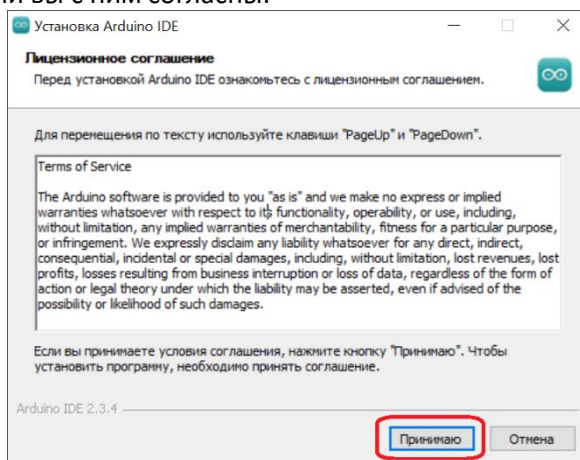 вы с ним согласны.
Установка Arduino IDE
Лицензионное соглашение
Перед установкой Arduino IDE ознакомьтесь с лицензионным соглашением.
Для перемещения по тексту используйте клавиши "PageUp" и "PageDown".
Terms of Service
The Arduino software is provided to you "as is" and we make no express or implied
warranties whatsoever with respect to its functionality, operability, or use, including,
without limitation, any implied warranties of merchantability, fitness for a particular purpose,
or infringement. We expressly disclaim any liability whatsoever for any direct, indirect,
consequential, incidental or special damages, including, without limitation, lost revenues, lost
profits, losses resulting from business interruption or loss of data, regardless of the form of
action or legal theory under which the liability may be asserted, even if advised of the
possibility or likelihood of such damages.
Если вы принимаете условия соглашения, нажмите кнопку "Принимаю". Чтобы
установить программу, необходимо принять соглашение.
Arduino IDE 2.3.4
Принимаю
Отмена